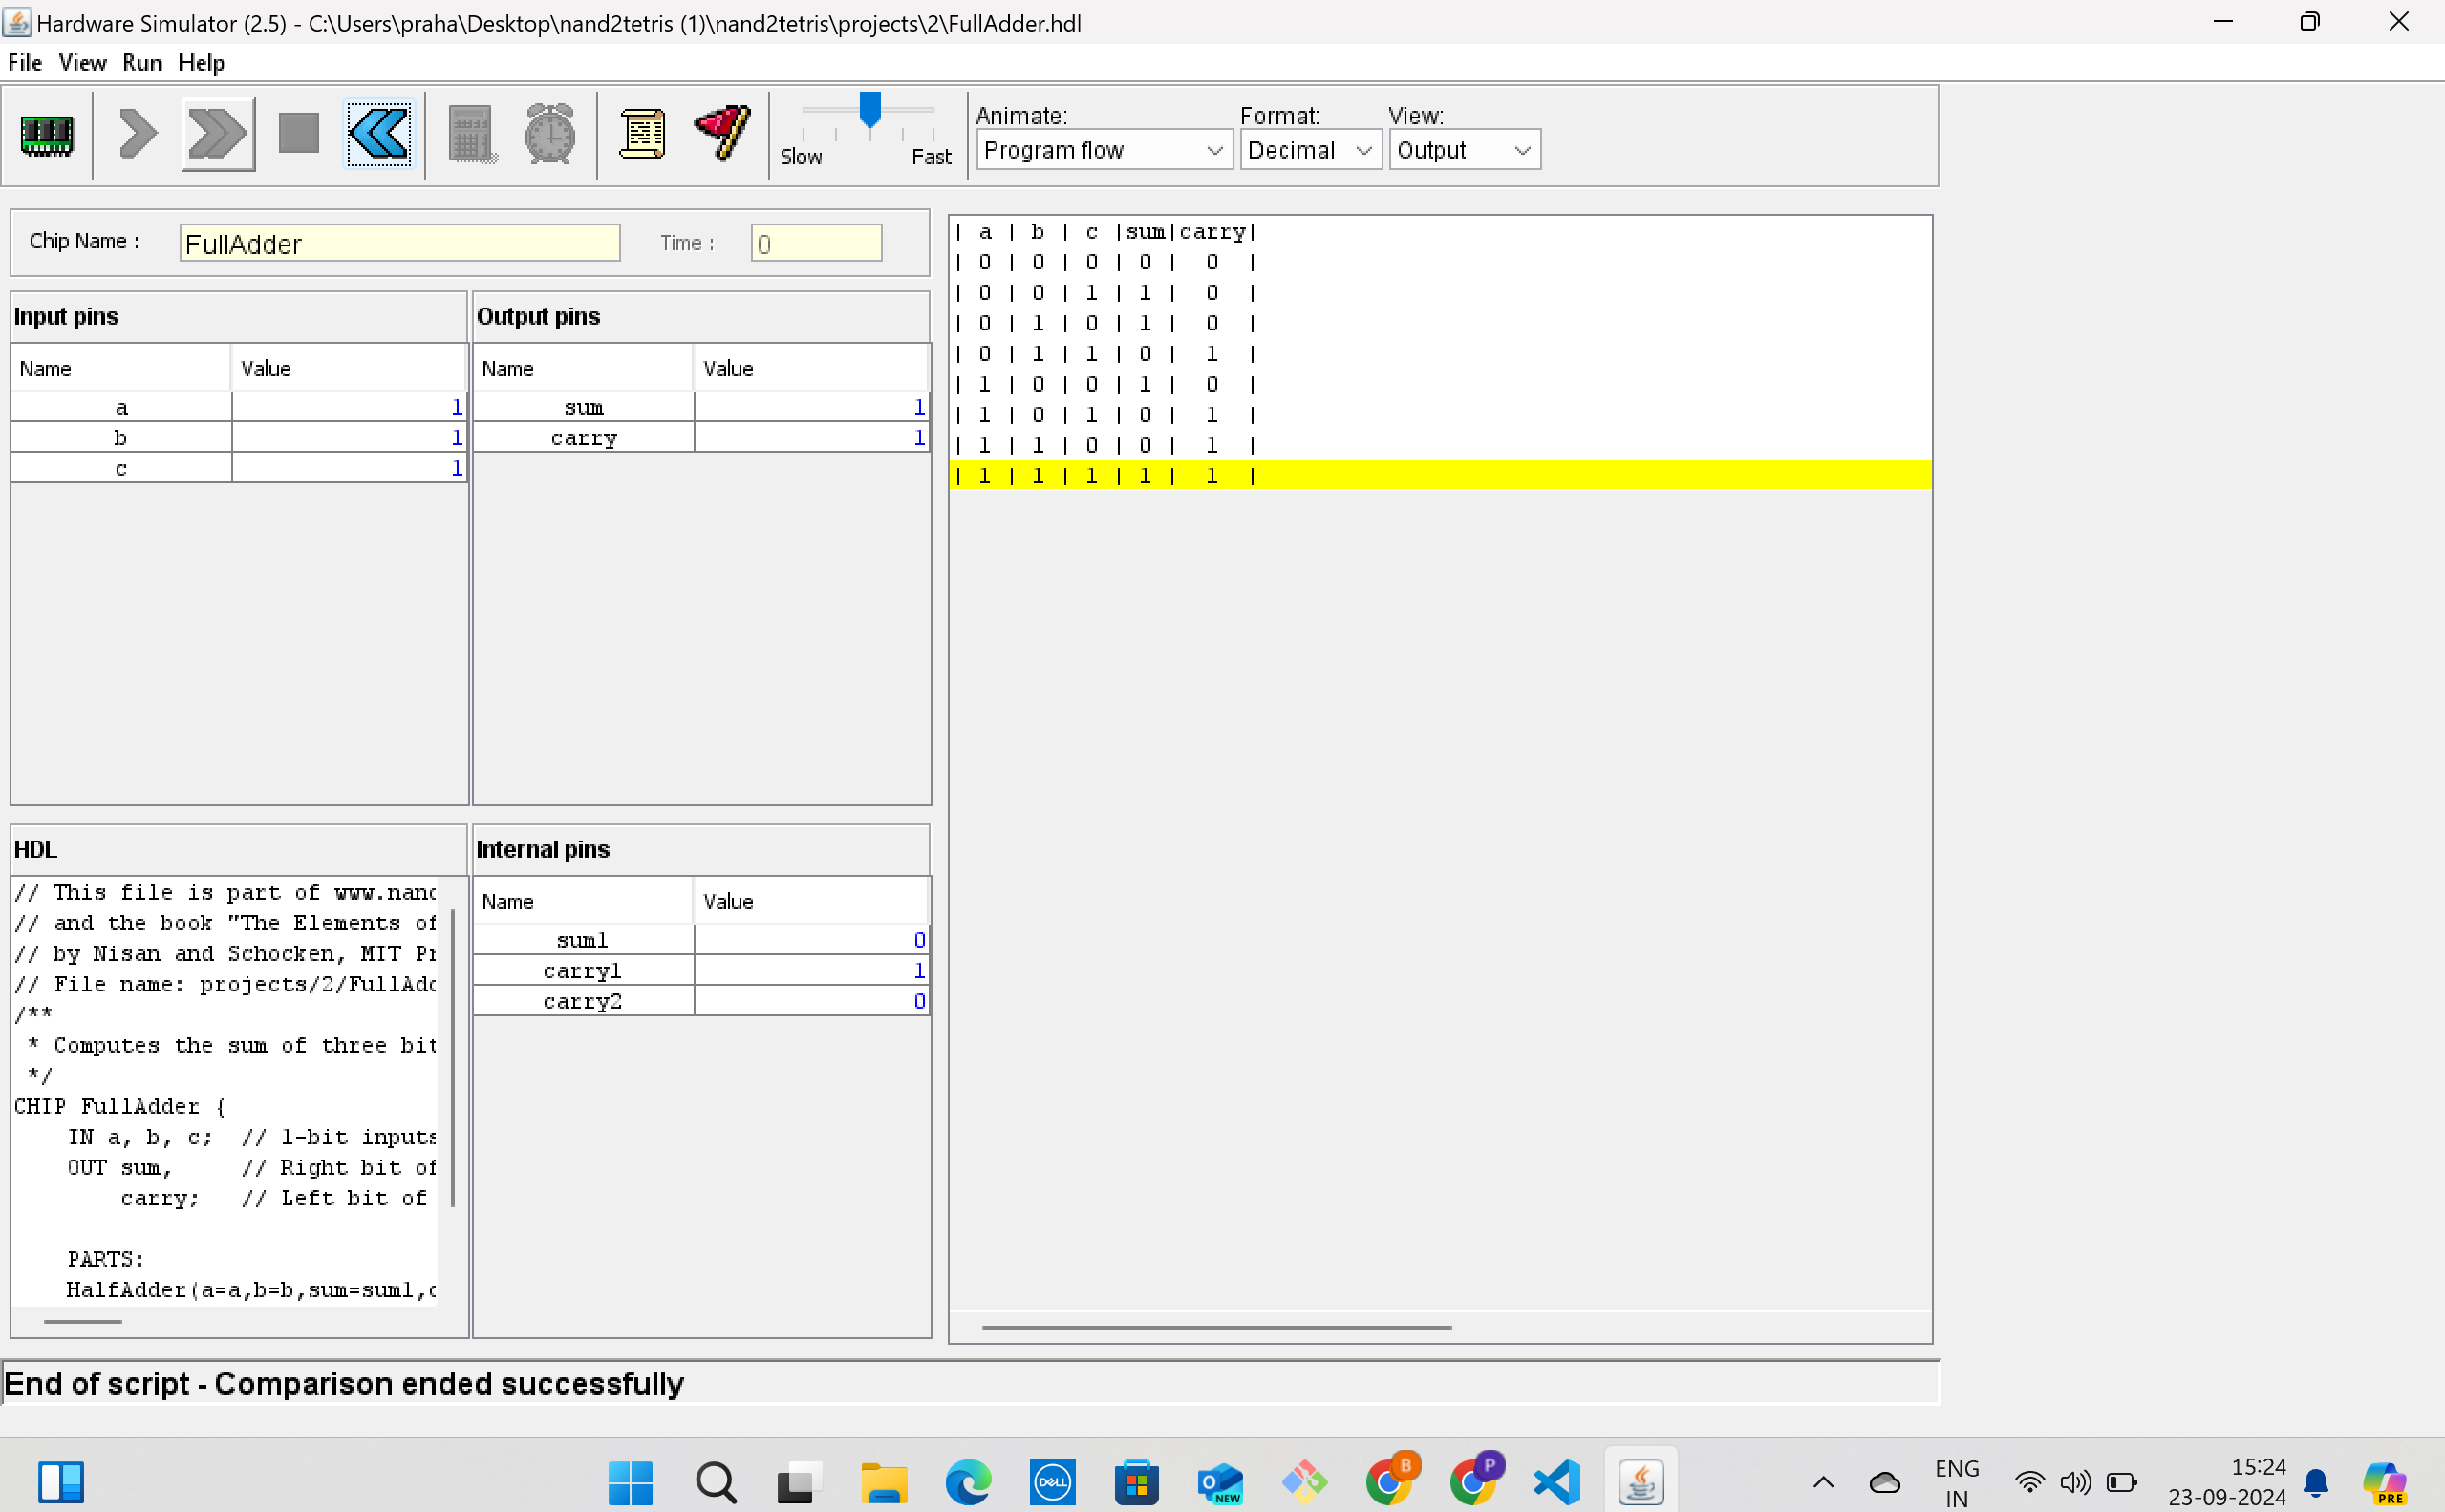 Hardware Simulator (2.5) - C:\Users\praha\Desktop\nand2tetris (1)\nand2tetris\projects\2\FullAdder.hdl
File View Run Help
Animate: Format: View:
Slow Fast Program flow Decimal Output
Chip Name : FullAdder Time : 0
Input pins
Name Value
a 1
b 1
c 1
Output pins
Name Value
sum 1
carry 1
| a | b | c |sum|carry|
| 0 | 0 | 0 | 0 | 0 |
| 0 | 0 | 1 | 1 | 0 |
| 0 | 1 | 0 | 1 | 0 |
| 0 | 1 | 1 | 0 | 1 |
| 1 | 0 | 0 | 1 | 0 |
| 1 | 0 | 1 | 0 | 1 |
| 1 | 1 | 0 | 0 | 1 |
| 1 | 1 | 1 | 1 | 1 |
HDL
// This file is part of www.nand
// and the book "The Elements of
// by Nisan and Schocken, MIT Pr
// File name: projects/2/FullAdd
/**
* Computes the sum of three bit
*/
CHIP FullAdder {
IN a, b, c; // 1-bit inputs
OUT sum, // Right bit of
carry; // Left bit of
PARTS:
HalfAdder(a=a,b=b,sum=sum1,c
Internal pins
Name Value
sum1 0
carry1 1
carry2 0
End of script - Comparison ended successfully
DELL
NEW
B
P
ENG
IN
15:24
23-09-2024
PRE